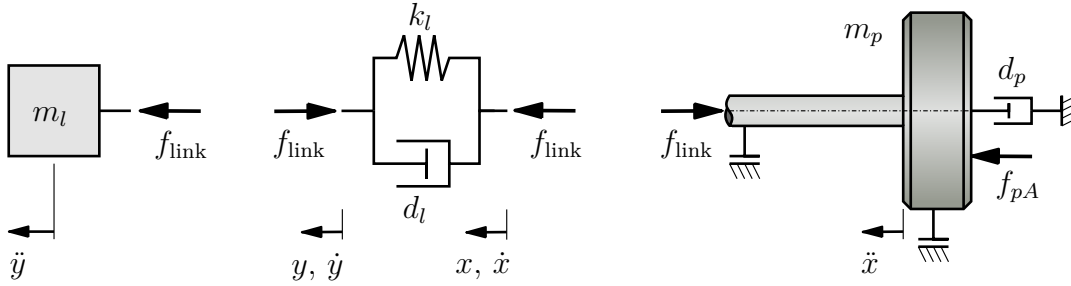 k_l
m_p
d_p
m_l
f_link
f_link
f_link
f_link
f_pA
d_l
ÿ
y, ẏ
x, ẋ
ẍ